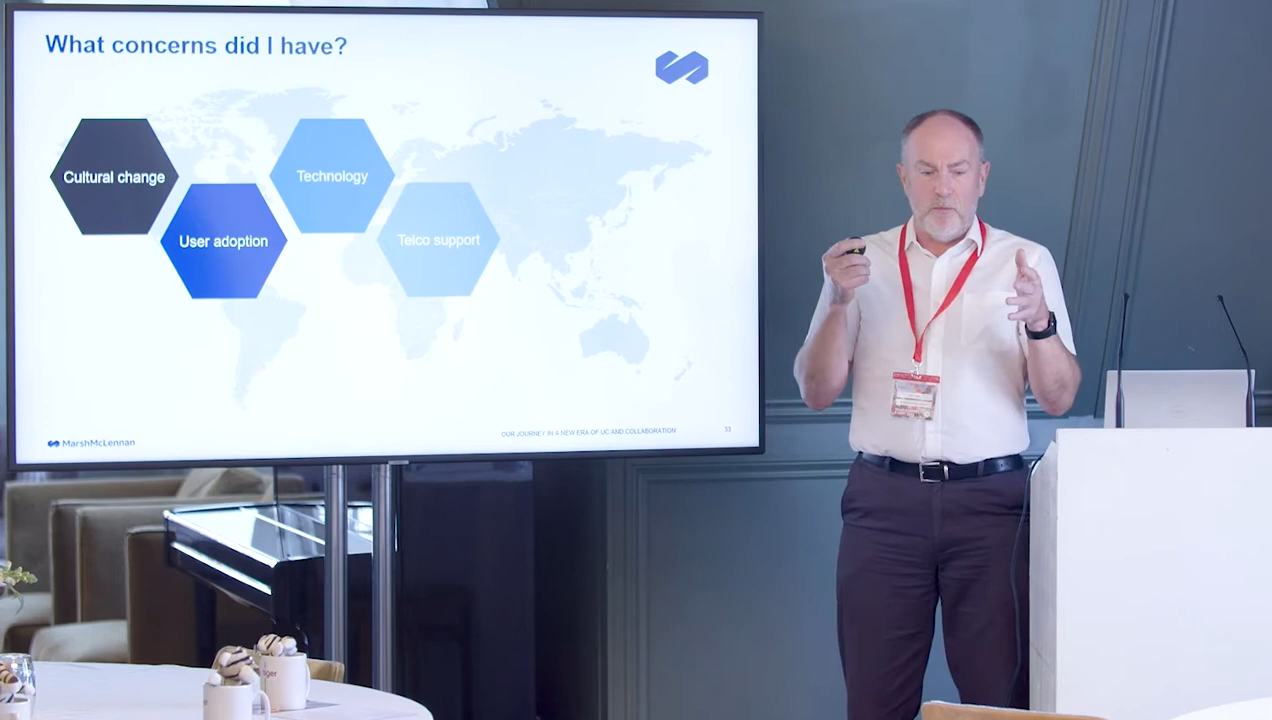 What concerns did I have?
Cultural change
Technology
User adoption
Telco support
MarshMcLennan
OUR JOURNEY IN A NEW ERA OF UC AND COLLABORATION
33